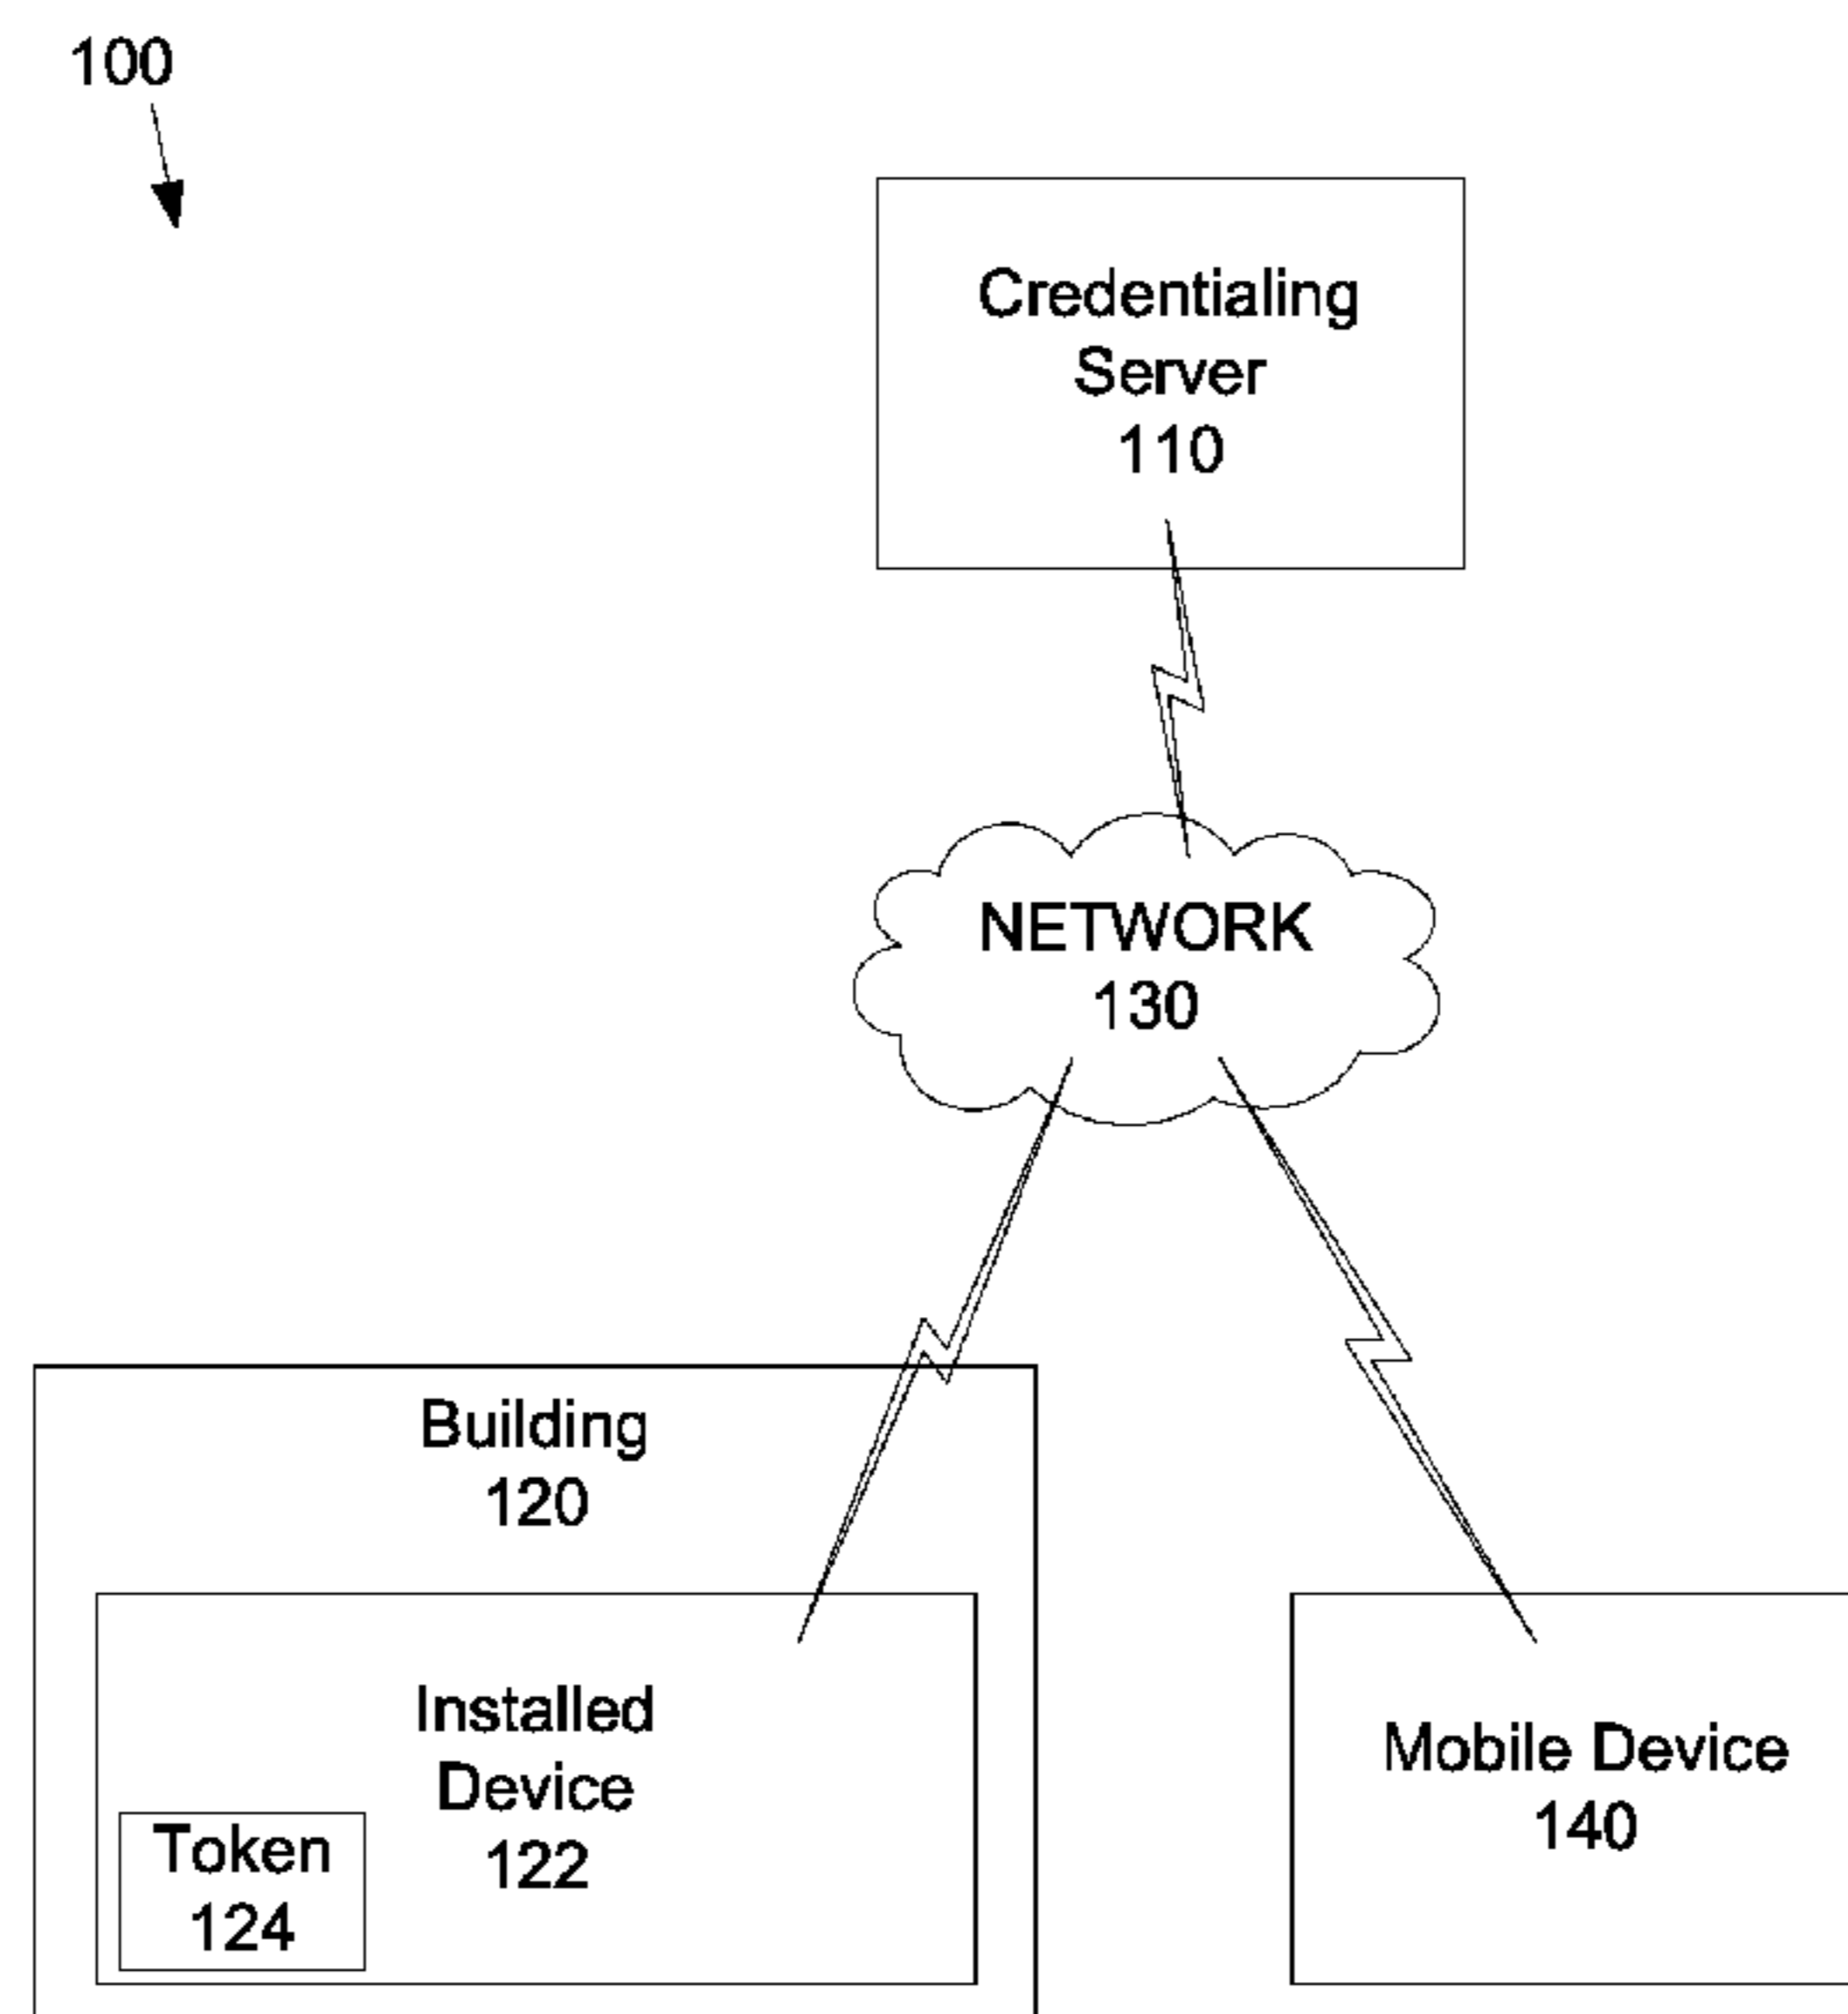 100
Credentialing
Server
110
NETWORK
130
Building
120
Installed
Device
122
Token
124
Mobile Device
140